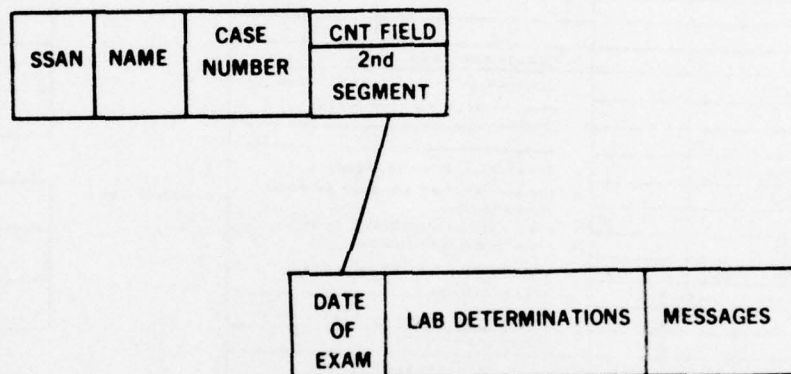 SSAN
NAME
CASE
NUMBER
CNT FIELD
2nd
SEGMENT
DATE
OF
EXAM
LAB DETERMINATIONS
MESSAGES